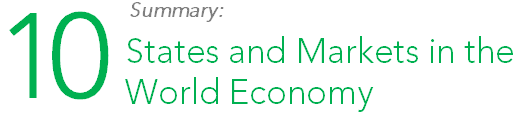 10
Summary:
States and Markets in the
World Economy